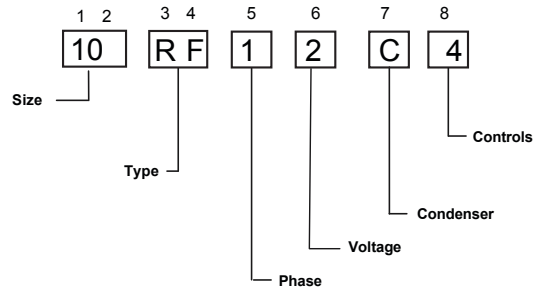 1 2 3 4 5 6 7 8
10 R F 1 2 C 4
Size
Controls
Type
Condenser
Voltage
Phase